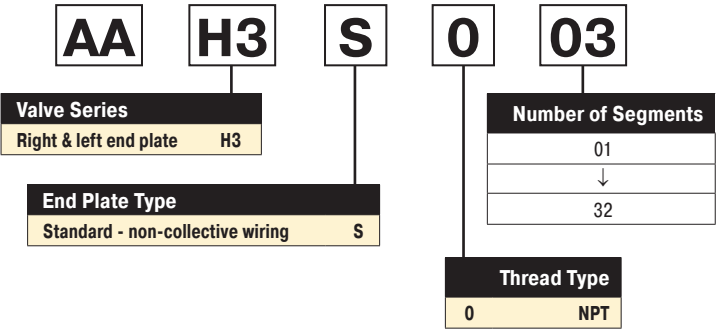 AA H3 S 0 03
Valve Series
Right & left end plate H3
Number of Segments
01
↓
32
End Plate Type
Standard - non-collective wiring S
Thread Type
0 NPT